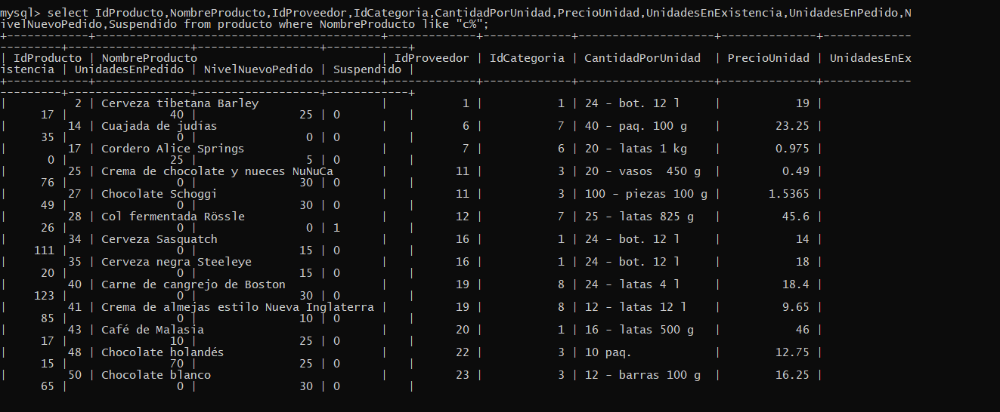 mysql> select IdProducto,NombreProducto,IdProveedor,IdCategoria,CantidadPorUnidad,PrecioUnidad,UnidadesEnExistencia,UnidadesEnPedido,N
ivelNuevoPedido,Suspendido from producto where NombreProducto like "c%";
+------------+-------------------------------------------+-------------+-------------+--------------------+--------------+-------------
---------+------------------+-------------------+------------+
| IdProducto | NombreProducto | IdProveedor | IdCategoria | CantidadPorUnidad | PrecioUnidad | UnidadesEnEx
istencia | UnidadesEnPedido | NivelNuevoPedido | Suspendido |
+------------+-------------------------------------------+-------------+-------------+--------------------+--------------+-------------
---------+------------------+-------------------+------------+
| 2 | Cerveza tibetana Barley | 1 | 1 | 24 - bot. 12 l | 19 |
17 | 40 | 25 | 0 |
| 14 | Cuajada de judías | 6 | 7 | 40 - paq. 100 g | 23.25 |
35 | 0 | 0 | 0 |
| 17 | Cordero Alice Springs | 7 | 6 | 20 - latas 1 kg | 0.975 |
0 | 25 | 5 | 0 |
| 25 | Crema de chocolate y nueces NuNuCa | 11 | 3 | 20 - vasos  450 g | 0.49 |
76 | 0 | 30 | 0 |
| 27 | Chocolate Schoggi | 11 | 3 | 100 - piezas 100 g | 1.5365 |
49 | 0 | 30 | 0 |
| 28 | Col fermentada Rössle | 12 | 7 | 25 - latas 825 g | 45.6 |
26 | 0 | 0 | 1 |
| 34 | Cerveza Sasquatch | 16 | 1 | 24 - bot. 12 l | 14 |
111 | 0 | 15 | 0 |
| 35 | Cerveza negra Steeleye | 16 | 1 | 24 - bot. 12 l | 18 |
20 | 0 | 15 | 0 |
| 40 | Carne de cangrejo de Boston | 19 | 8 | 24 - latas 4 l | 18.4 |
123 | 0 | 30 | 0 |
| 41 | Crema de almejas estilo Nueva Inglaterra | 19 | 8 | 12 - latas 12 l | 9.65 |
85 | 0 | 10 | 0 |
| 43 | Café de Malasia | 20 | 1 | 16 - latas 500 g | 46 |
17 | 10 | 25 | 0 |
| 48 | Chocolate holandés | 22 | 3 | 10 paq. | 12.75 |
15 | 70 | 25 | 0 |
| 50 | Chocolate blanco | 23 | 3 | 12 - barras 100 g | 16.25 |
65 | 0 | 30 | 0 |